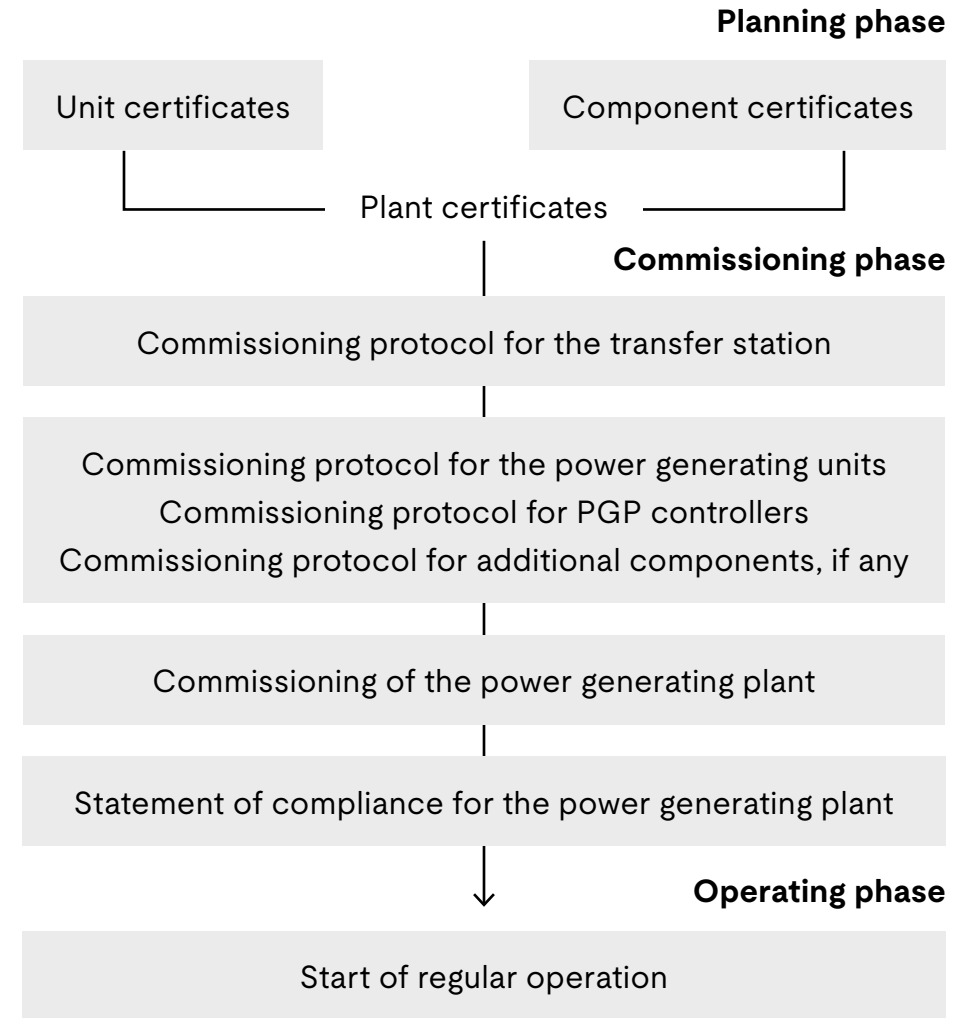 Planning phase
Unit certificates
Component certificates
Plant certificates
Commissioning phase
Commissioning protocol for the transfer station
Commissioning protocol for the power generating units
Commissioning protocol for PGP controllers
Commissioning protocol for additional components, if any
Commissioning of the power generating plant
Statement of compliance for the power generating plant
Operating phase
Start of regular operation